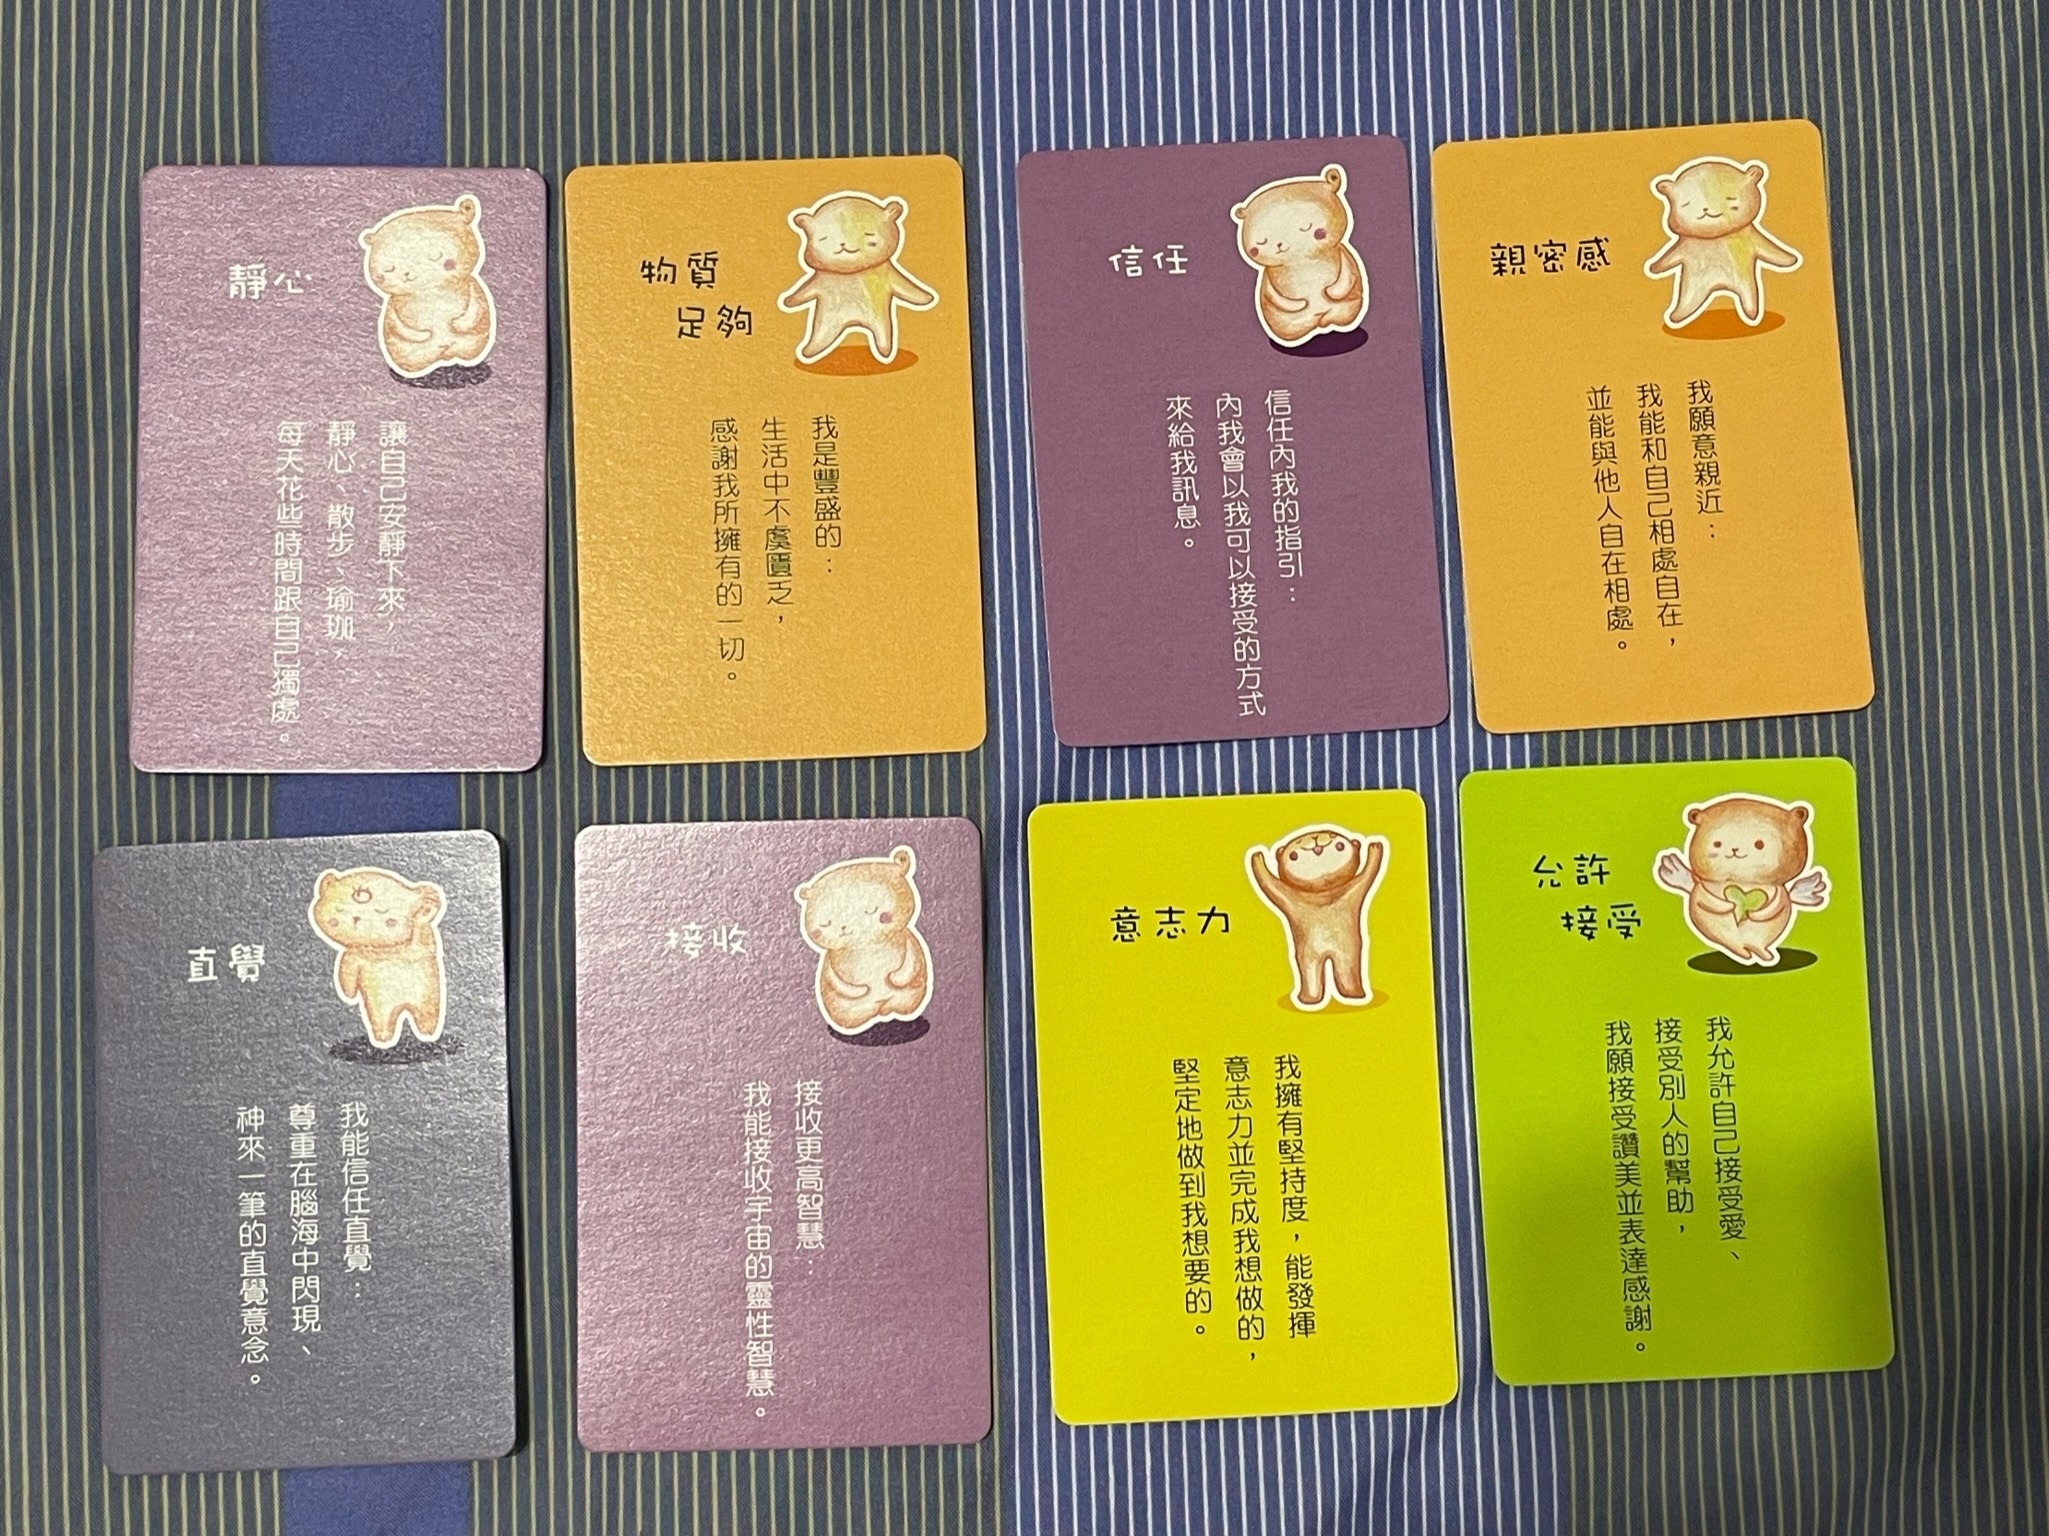 靜心
讓自己安靜下來，
靜心、散步、瑜珈，
每天花些時間跟自己獨處。
物質
足夠
我是豐盛的：
生活中不虞匱乏，
感謝我所擁有的一切。
信任
信任內我的指引：
內我會以我可以接受的方式
來給我訊息。
親密感
我願意親近：
我能和自己相處自在，
並能與他人自在相處。
直覺
我能信任直覺：
尊重在腦海中閃現、
神來一筆的直覺意念。
接收
接收更高智慧：
我能接收宇宙的靈性智慧。
意志力
我擁有堅持度，能發揮
意志力並完成我想做的，
堅定地做到我想要的。
允許
接受
我允許自己接受愛、
接受別人的幫助，
我願接受讚美並表達感謝。